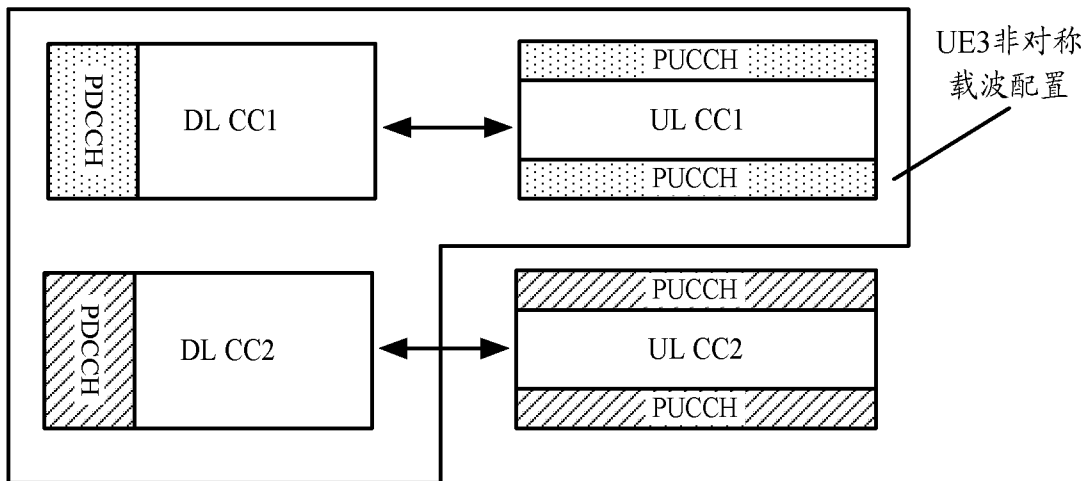 PDCCH
DL CC1
PUCCH
UL CC1
PUCCH
UE3非对称
载波配置
PDCCH
DL CC2
PUCCH
UL CC2
PUCCH